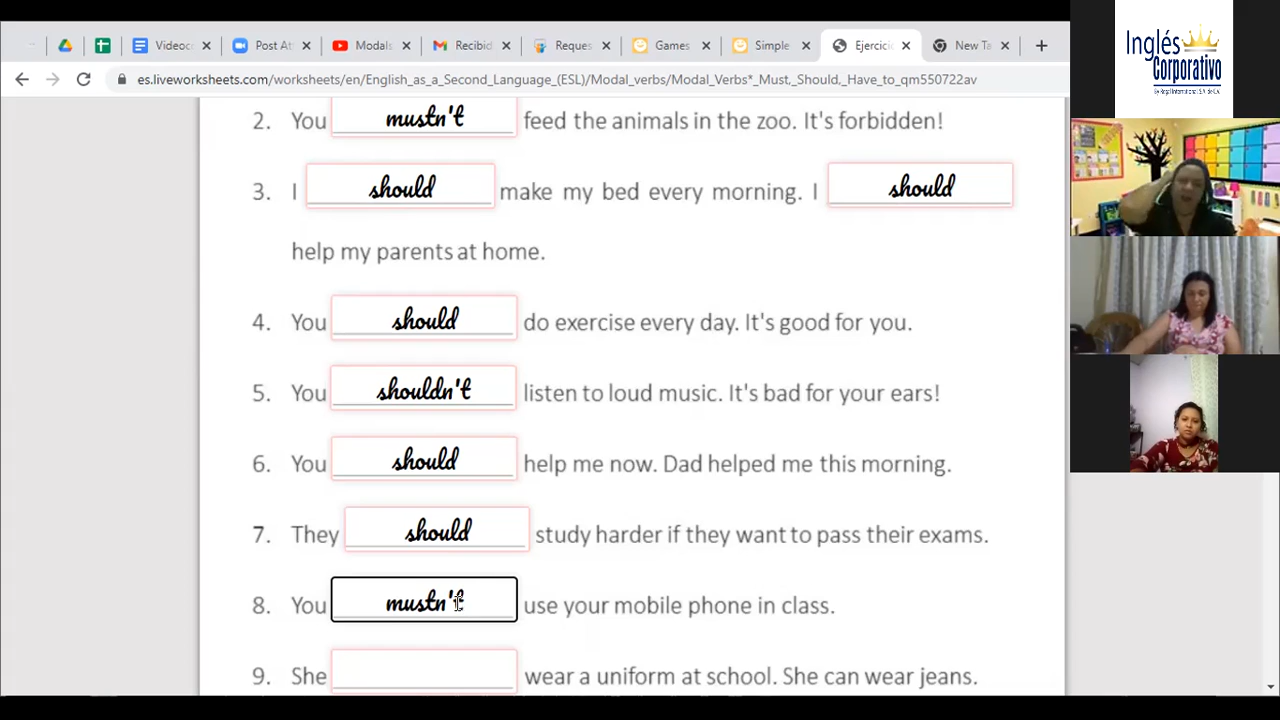 Videoc
Post At
Modals
Recibid
Reques
Games
Simple
Ejercici
New Ta
es.liveworksheets.com/worksheets/en/English_as_a_Second_Language_(ESL)/Modal_verbs/Modal_Verbs*_Must,_Should,_Have_to_qm550722av
Inglés
Corporativo
2. You mustn't feed the animals in the zoo. It's forbidden!
3. I should make my bed every morning. I should
help my parents at home.
4. You should do exercise every day. It's good for you.
5. You shouldn't listen to loud music. It's bad for your ears!
6. You should help me now. Dad helped me this morning.
7. They should study harder if they want to pass their exams.
8. You mustn't use your mobile phone in class.
9. She wear a uniform at school. She can wear jeans.